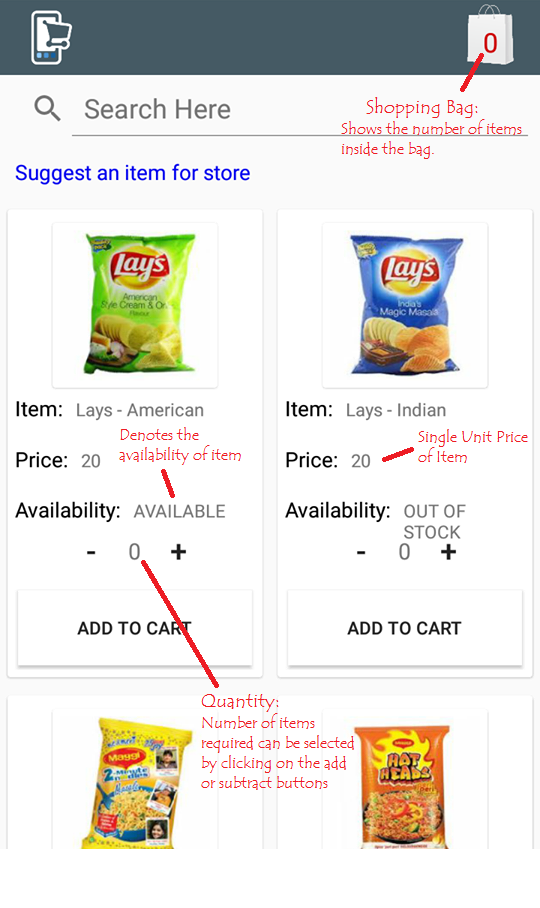 0
Shopping Bag:
Search Here
Shows the number of items
inside the bag.
Suggest an item for store
Lay's
American
Style Cream & On
Flavour
Lay's
India's
Magic Masala
Item: Lays - American
Item: Lays - Indian
Denotes the
availability of item
Single Unit Price
of Item
Price: 20
Price: 20
Availability: AVAILABLE
Availability: OUT OF
STOCK
- 0 +
- 0 +
ADD TO CART
ADD TO CART
Quantity:
Number of items
required can be selected
by clicking on the add
or subtract buttons
Maggi
2-Minute
HOT
HEADS